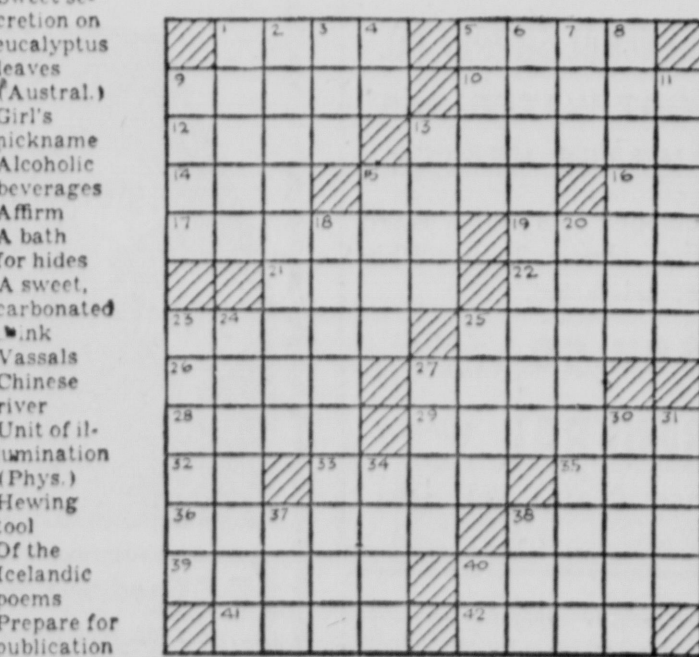 cretion on
eucalyptus
leaves
(Austral.)
Girl's
nickname
Alcoholic
beverages
Affirm
A bath
for hides
A sweet,
carbonated
Vassals
Chinese
river
Unit of il-
umination
(Phys.)
Hewing
tool
Of the
Icelandic
poems
Prepare for
publication
1 2 3 4 5 6 7 8
9 10 11
12 13
14 15 16
17 18 19 20
21 22
23 24 25
26 27
28 29 30 31
32 33 34 35
36 37 38
39 40
41 42